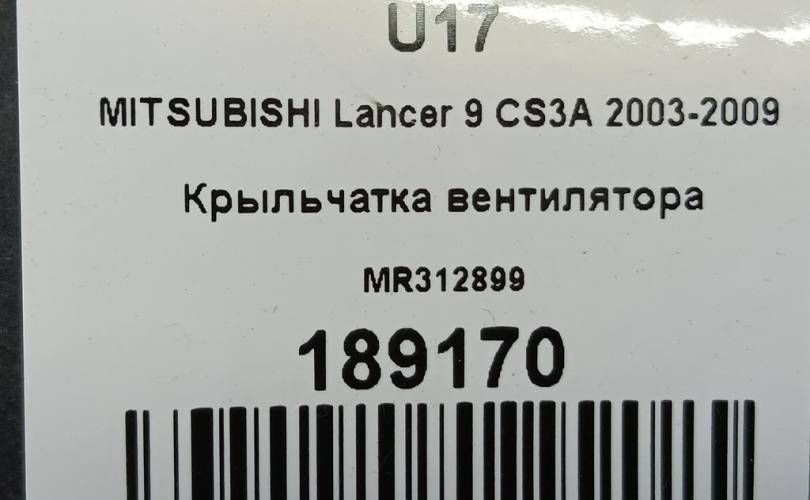 U17
MITSUBISHI Lancer 9 CS3A 2003-2009
Крыльчатка вентилятора
MR312899
189170